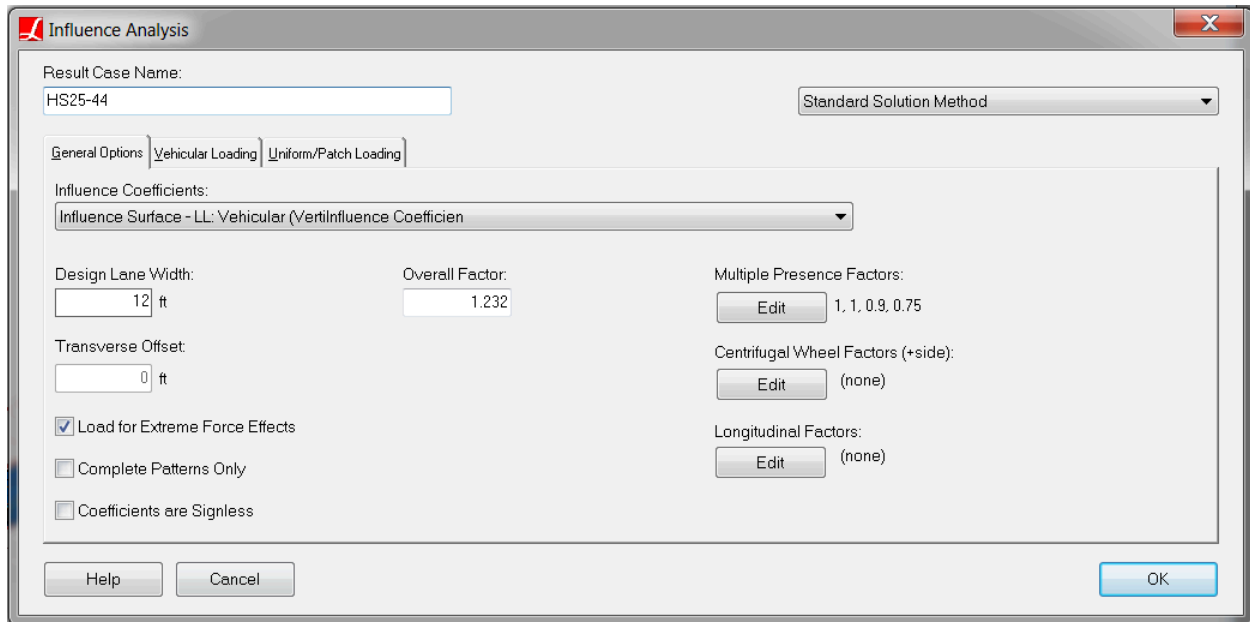 Influence Analysis
X
Result Case Name:
HS25-44
Standard Solution Method
General Options Vehicular Loading Uniform/Patch Loading
Influence Coefficients:
Influence Surface - LL: Vehicular (VertiInfluence Coefficien
Design Lane Width: Overall Factor: Multiple Presence Factors:
12 ft 1.232 Edit 1, 1, 0.9, 0.75
Transverse Offset: Centrifugal Wheel Factors (+side):
0 ft Edit (none)
Load for Extreme Force Effects Longitudinal Factors:
Complete Patterns Only Edit (none)
Coefficients are Signless
Help Cancel OK